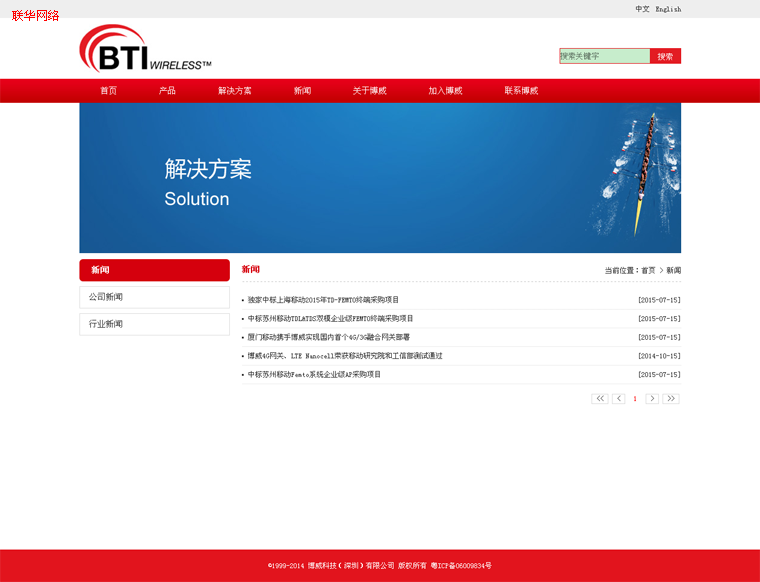 中文 English
联华网络
BTI WIRELESS™
搜索关键字 搜索
首页 产品 解决方案 新闻 关于博威 加入博威 联系博威
解决方案
Solution
新闻
公司新闻
行业新闻
新闻 当前位置：首页 > 新闻
独家中标上海移动2015年TD-FEMTO终端采购项目 [2015-07-15]
中标苏州移动TDLATDS双模企业级FEMTO终端采购项目 [2015-07-15]
厦门移动携手博威实现国内首个4G/3G融合网关部署 [2015-07-15]
博威4G网关、LTE Nanocell荣获移动研究院和工信部测试通过 [2014-10-15]
中标苏州移动Femto系统企业级AP采购项目 [2015-07-15]
<< < 1 > >>
©1999-2014 博威科技(深圳)有限公司 版权所有 粤ICP备06009834号